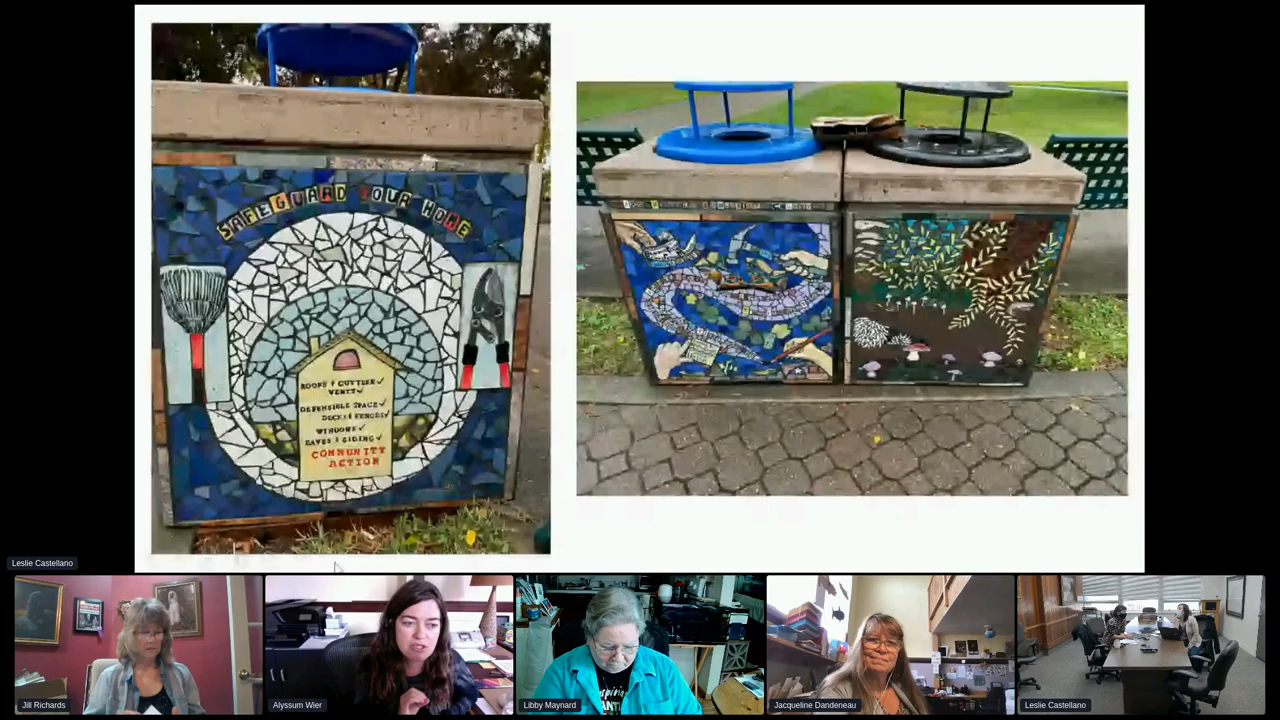 SAFEGUARD YOUR HOME
ROOFS & GUTTERS ✓
VENTS ✓
DEFENSIBLE SPACE ✓
DECKS & FENCES ✓
WINDOWS ✓
EAVES & SIDING ✓
COMMUNITY
ACTION
Leslie Castellano
Jill Richards
Alyssum Wier
Libby Maynard
Jacqueline Dandeneau
Leslie Castellano